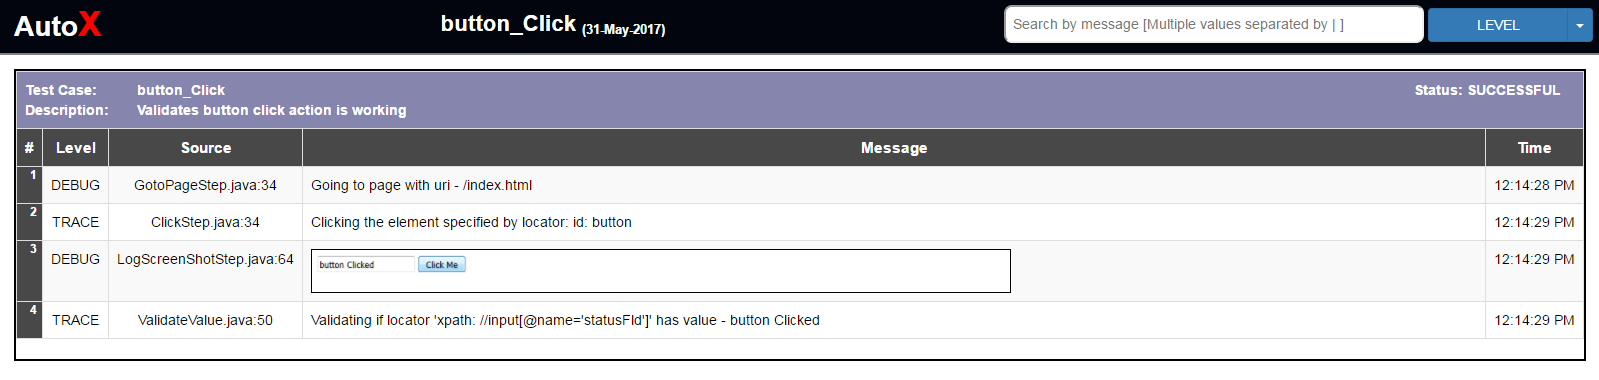 AutoX
button_Click (31-May-2017)
Search by message [Multiple values separated by | ]
LEVEL
Test Case: button_Click Status: SUCCESSFUL
Description: Validates button click action is working
# Level Source Message Time
1 DEBUG GotoPageStep.java:34 Going to page with uri - /index.html 12:14:28 PM
2 TRACE ClickStep.java:34 Clicking the element specified by locator: id: button 12:14:29 PM
3 DEBUG LogScreenShotStep.java:64 button Clicked Click Me 12:14:29 PM
4 TRACE ValidateValue.java:50 Validating if locator 'xpath: //input[@name='statusFld']' has value - button Clicked 12:14:29 PM